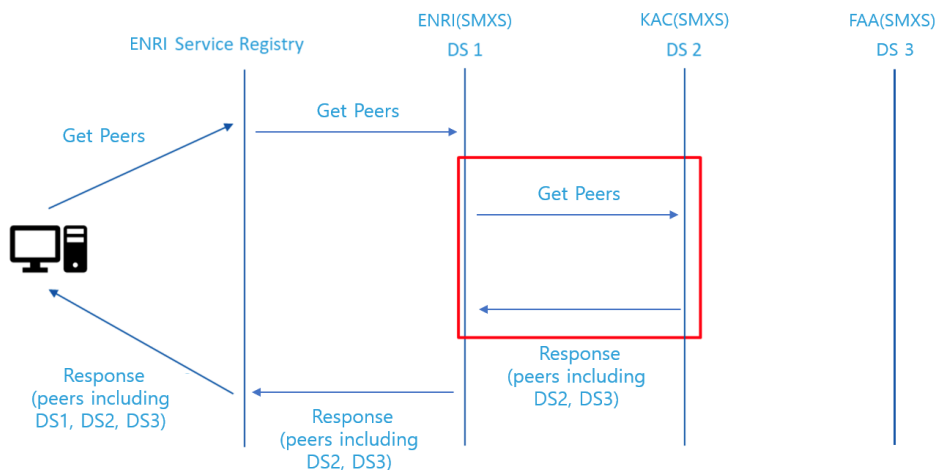 ENRI Service Registry
ENRI(SMXS)
DS 1
KAC(SMXS)
DS 2
FAA(SMXS)
DS 3
Get Peers
Get Peers
Get Peers
Response
(peers including
DS2, DS3)
Response
(peers including
DS2, DS3)
Response
(peers including
DS1, DS2, DS3)